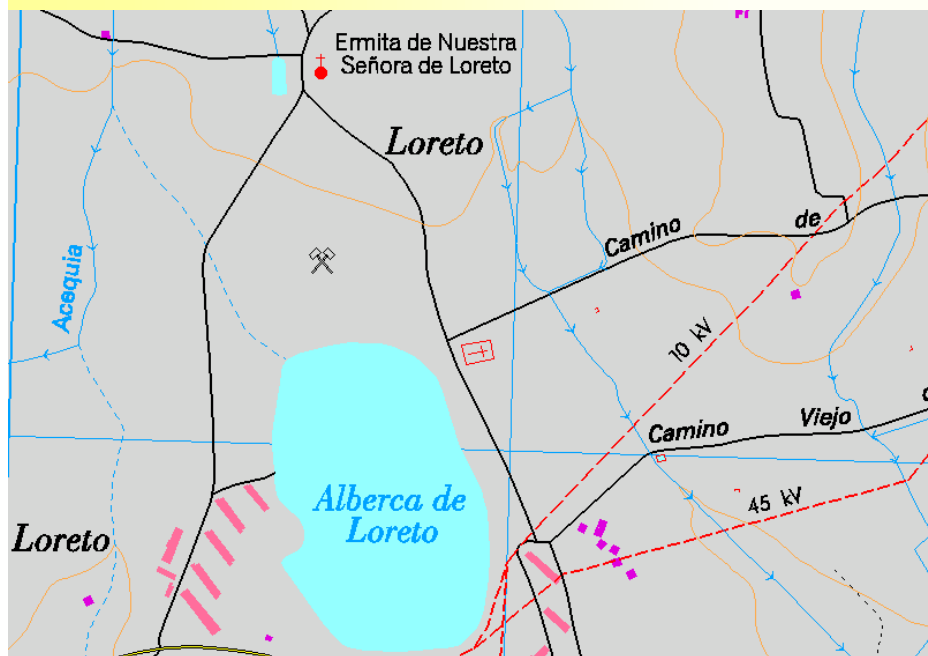 Ermita de Nuestra
Señora de Loreto
Loreto
Camino de
Acequia
10 kV
Camino Viejo
45 kV
Alberca de
Loreto
Loreto